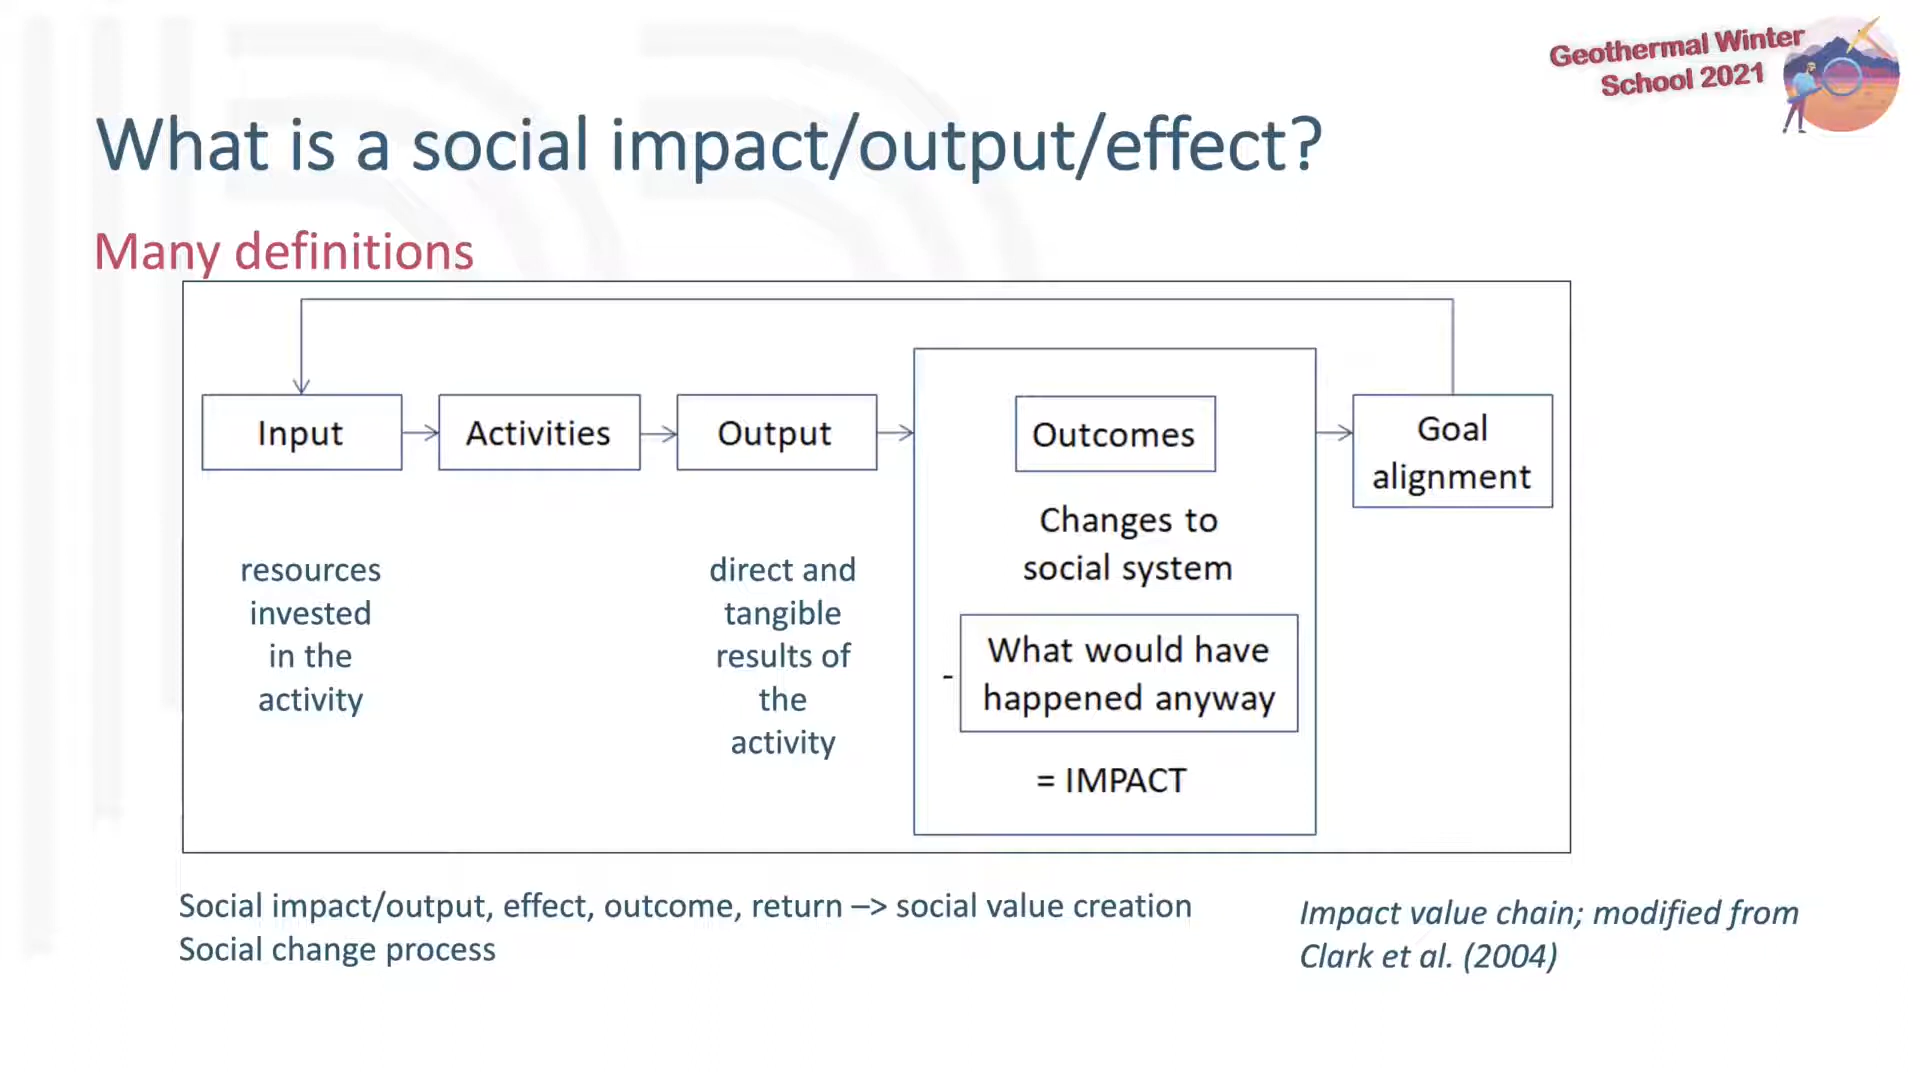 Geothermal Winter
School 2021
What is a social impact/output/effect?
Many definitions
Input
Activities
Output
Outcomes
Goal
alignment
resources
invested
in the
activity
direct and
tangible
results of
the
activity
Changes to
social system
-
What would have
happened anyway
= IMPACT
Social impact/output, effect, outcome, return –> social value creation
Social change process
Impact value chain; modified from
Clark et al. (2004)